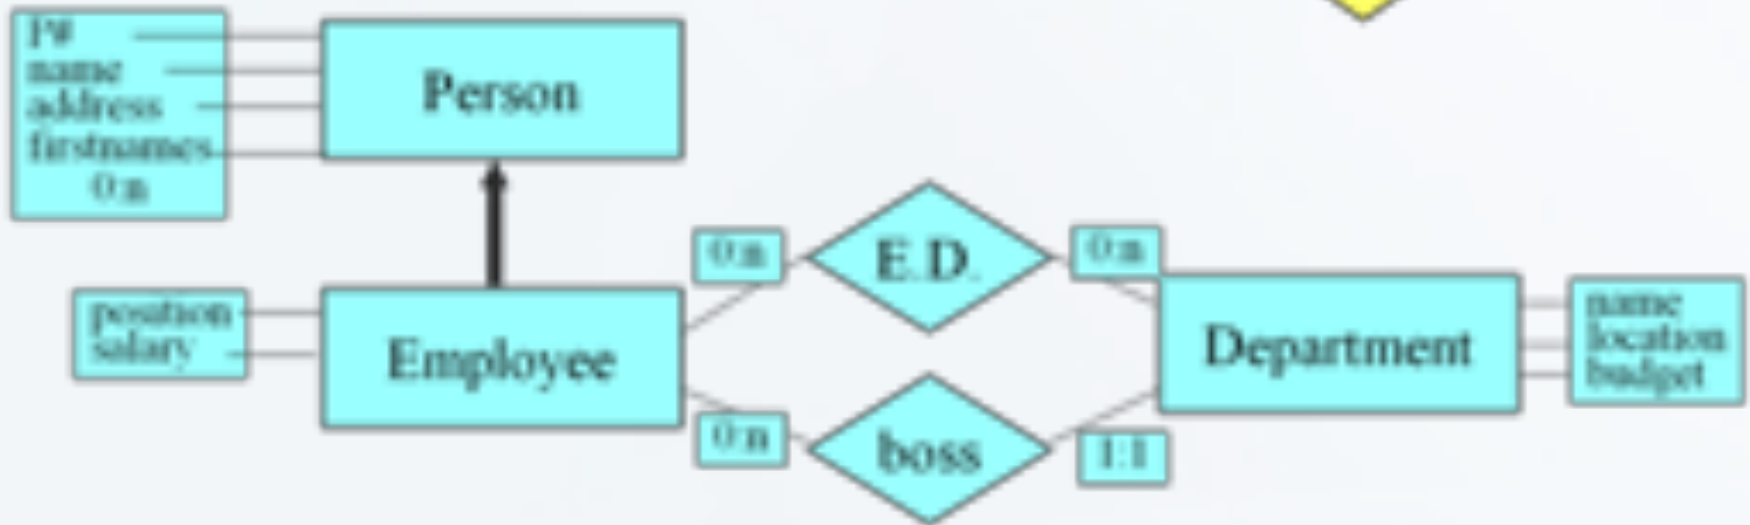 P#
name
address
firstnames
0:n
Person
0:n
E.D.
0:n
position
salary
Employee
Department
name
location
budget
0:n
boss
1:1